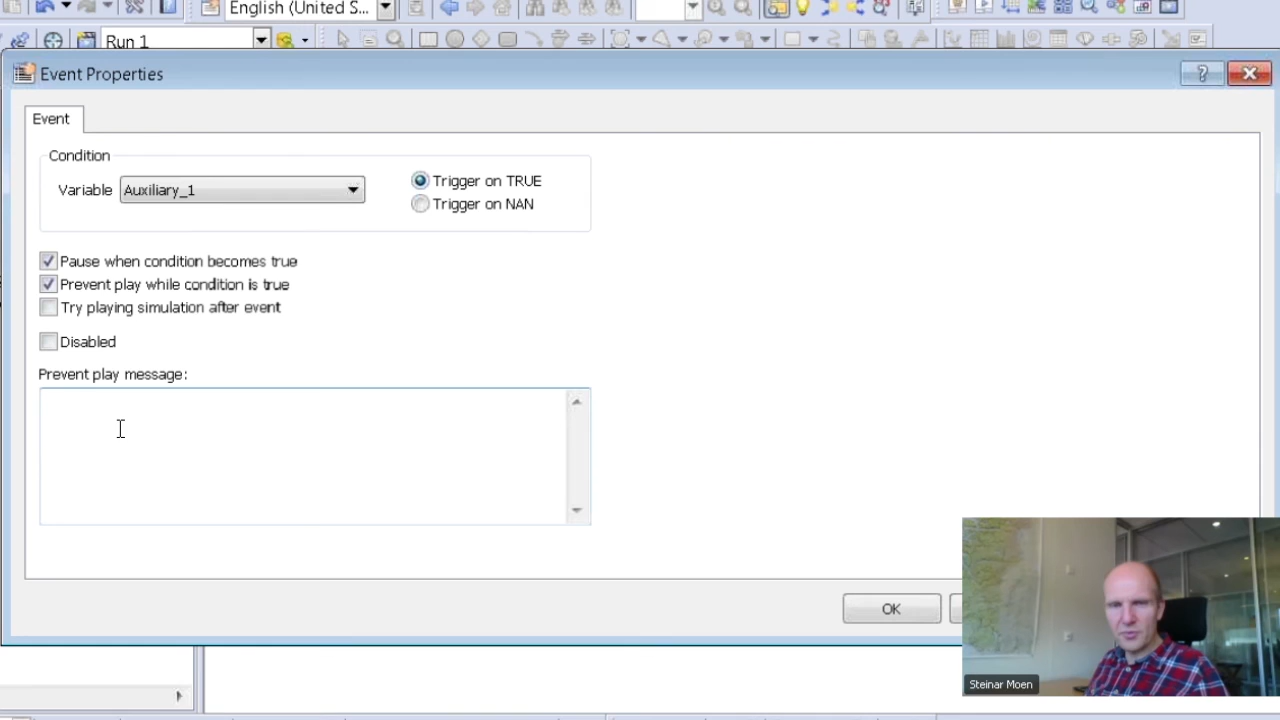 English (United S...
Run 1
Event Properties
Event
Condition
Variable Auxiliary_1
Trigger on TRUE
Trigger on NAN
Pause when condition becomes true
Prevent play while condition is true
Try playing simulation after event
Disabled
Prevent play message:
OK
Steinar Moen